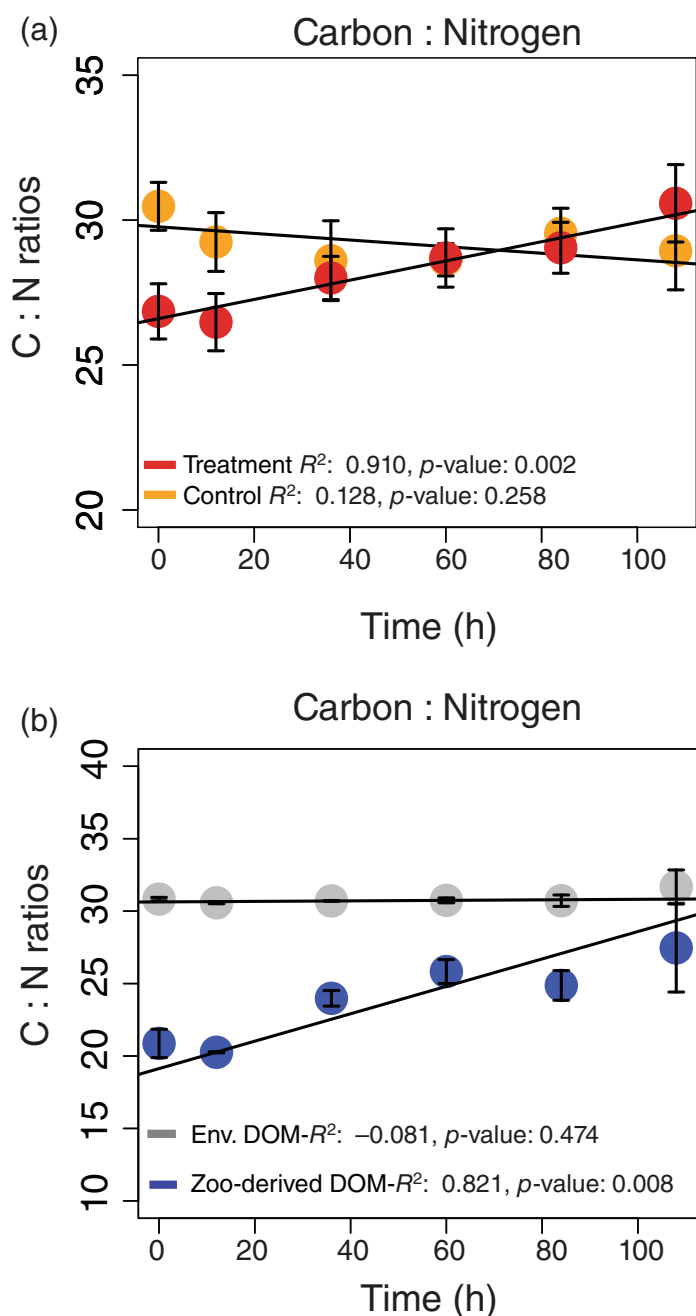 (a)
Carbon : Nitrogen
35
30
25
20
C : N ratios
Treatment R²: 0.910, p-value: 0.002
Control R²: 0.128, p-value: 0.258
0 20 40 60 80 100
Time (h)
(b)
Carbon : Nitrogen
40
35
30
25
20
15
10
C : N ratios
Env. DOM-R²: –0.081, p-value: 0.474
Zoo-derived DOM-R²: 0.821, p-value: 0.008
0 20 40 60 80 100
Time (h)